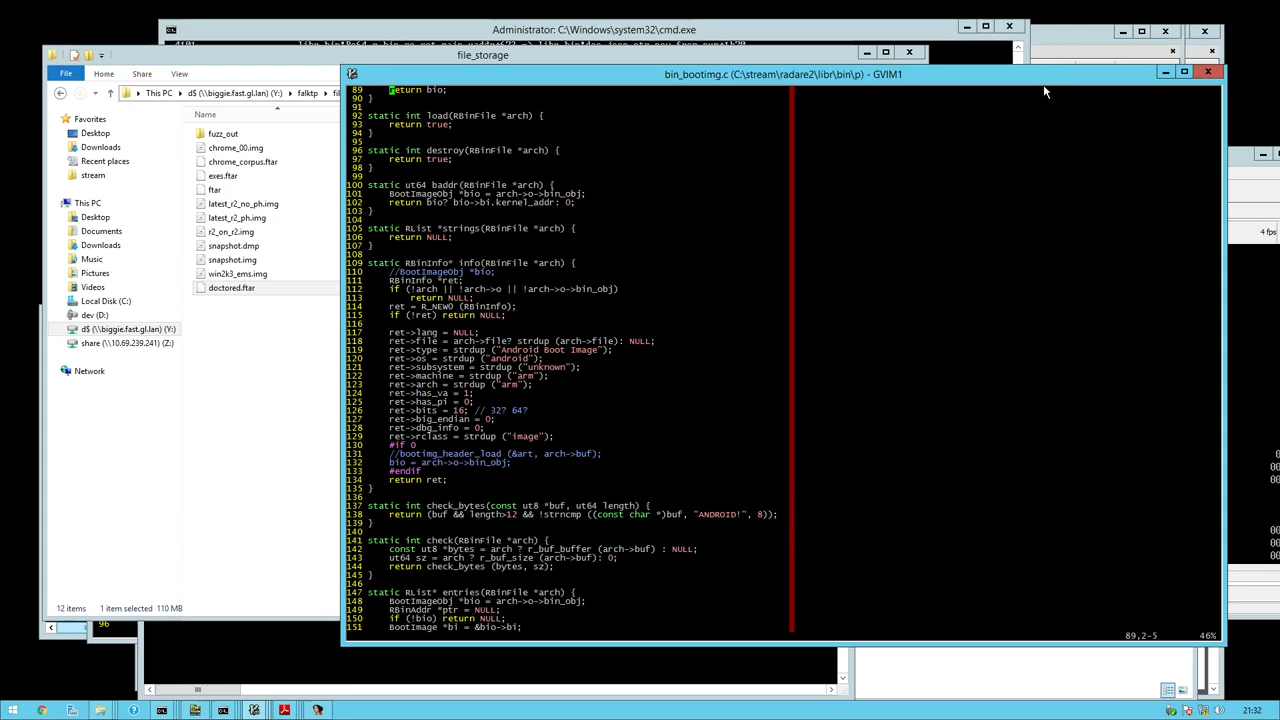 Administrator: C:\Windows\system32\cmd.exe
file_storage
File Home Share View
This PC d$ (\\biggie.fast.gl.lan) (Y:) falktp
Name
Favorites
Desktop
Downloads
Recent places
stream
This PC
Desktop
Documents
Downloads
Music
Pictures
Videos
Local Disk (C:)
dev (D:)
d$ (\\biggie.fast.gl.lan) (Y:)
share (\\10.69.239.241) (Z:)
Network
fuzz_out
chrome_00.img
chrome_corpus.ftar
exes.ftar
ftar
latest_r2_no_ph.img
latest_r2_ph.img
r2_on_r2.img
snapshot.dmp
snapshot.img
win2k3_ems.img
doctored.ftar
12 items 1 item selected 110 MB
96
bin_bootimg.c (C:\stream\radare2\libr\bin\p) - GVIM1
89 return bio;
90 }
91
92 static int load(RBinFile *arch) {
93 return true;
94 }
95
96 static int destroy(RBinFile *arch) {
97 return true;
98 }
99
100 static ut64 baddr(RBinFile *arch) {
101 BootImageObj *bio = arch->o->bin_obj;
102 return bio? bio->bi.kernel_addr: 0;
103 }
104
105 static RList *strings(RBinFile *arch) {
106 return NULL;
107 }
108
109 static RBinInfo* info(RBinFile *arch) {
110 //BootImageObj *bio;
111 RBinInfo *ret;
112 if (!arch || !arch->o || !arch->o->bin_obj)
113 return NULL;
114 ret = R_NEW0 (RBinInfo);
115 if (!ret) return NULL;
116
117 ret->lang = NULL;
118 ret->file = arch->file? strdup (arch->file): NULL;
119 ret->type = strdup ("Android Boot Image");
120 ret->os = strdup ("android");
121 ret->subsystem = strdup ("unknown");
122 ret->machine = strdup ("arm");
123 ret->arch = strdup ("arm");
124 ret->has_va = 1;
125 ret->has_pi = 0;
126 ret->bits = 16; // 32? 64?
127 ret->big_endian = 0;
128 ret->dbg_info = 0;
129 ret->rclass = strdup ("image");
130 #if 0
131 //bootimg_header_load (&art, arch->buf);
132 bio = arch->o->bin_obj;
133 #endif
134 return ret;
135 }
136
137 static int check_bytes(const ut8 *buf, ut64 length) {
138 return (buf && length>12 && !strncmp ((const char *)buf, "ANDROID!", 8));
139 }
140
141 static int check(RBinFile *arch) {
142 const ut8 *bytes = arch ? r_buf_buffer (arch->buf) : NULL;
143 ut64 sz = arch ? r_buf_size (arch->buf): 0;
144 return check_bytes (bytes, sz);
145 }
146
147 static RList* entries(RBinFile *arch) {
148 BootImageObj *bio = arch->o->bin_obj;
149 RBinAddr *ptr = NULL;
150 if (!bio) return NULL;
151 BootImage *bi = &bio->bi;
89,2-5 46%
4 fps
21:32